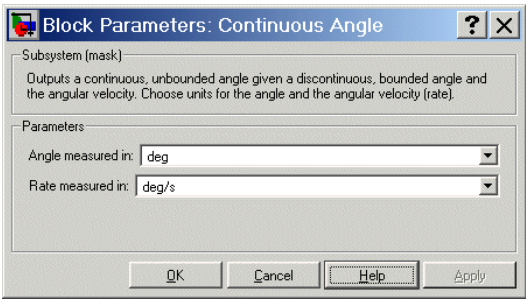 Block Parameters: Continuous Angle
?
Subsystem (mask)
Outputs a continuous, unbounded angle given a discontinuous, bounded angle and
the angular velocity. Choose units for the angle and the angular velocity (rate).
Parameters
Angle measured in: deg
Rate measured in: deg/s
OK Cancel Help Apply